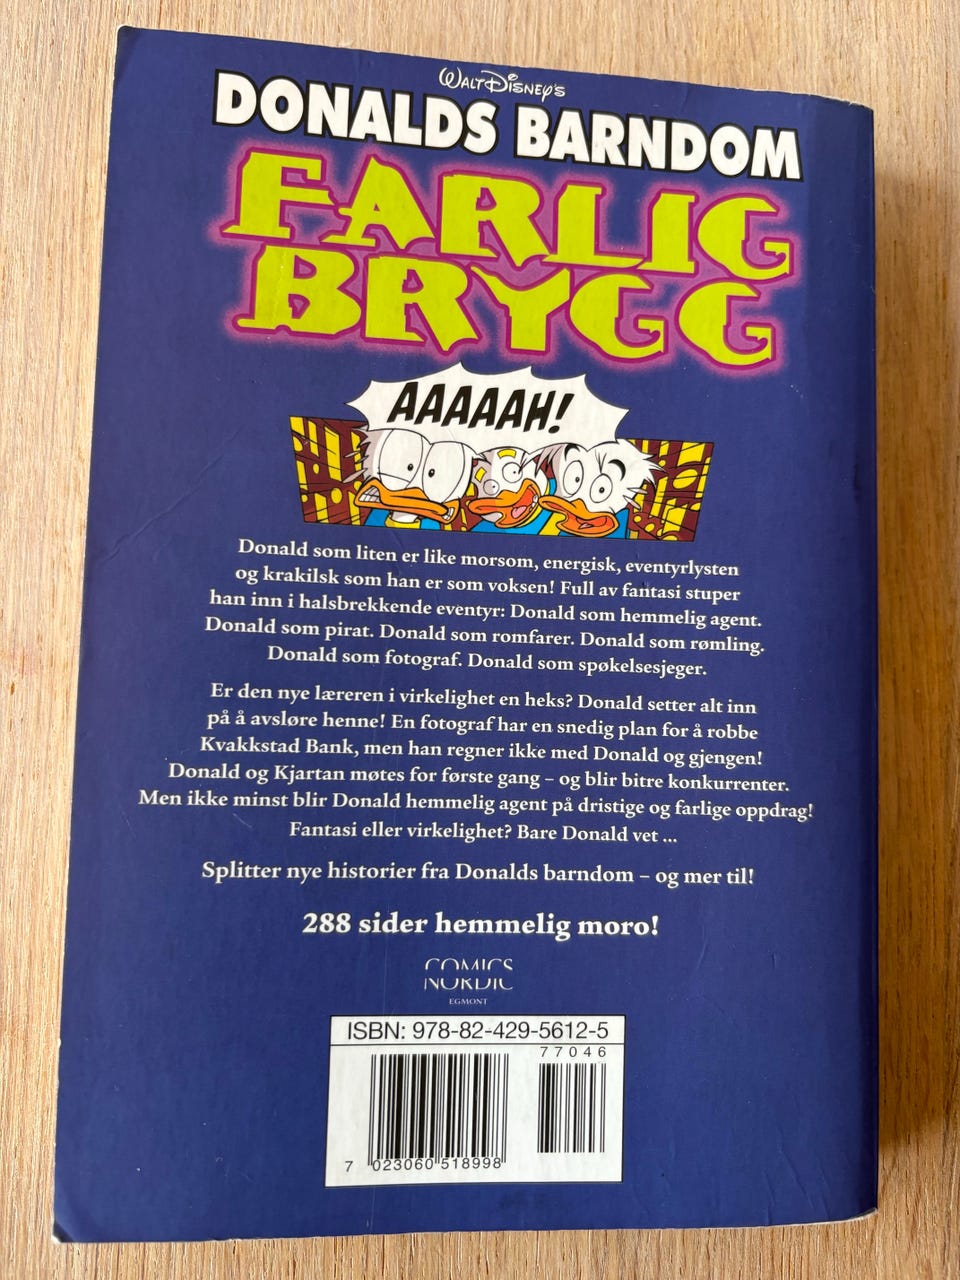 WALT DISNEY'S
DONALDS BARNDOM
FARLIG
BRYGG
AAAAAH!
Donald som liten er like morsom, energisk, eventyrlysten
og krakilsk som han er som voksen! Full av fantasi stuper
han inn i halsbrekkende eventyr: Donald som hemmelig agent.
Donald som pirat. Donald som romfarer. Donald som rømling.
Donald som fotograf. Donald som spøkelsesjeger.
Er den nye læreren i virkelighet en heks? Donald setter alt inn
på å avsløre henne! En fotograf har en snedig plan for å robbe
Kvakkstad Bank, men han regner ikke med Donald og gjengen!
Donald og Kjartan møtes for første gang – og blir bitre konkurrenter.
Men ikke minst blir Donald hemmelig agent på dristige og farlige oppdrag!
Fantasi eller virkelighet? Bare Donald vet ...
Splitter nye historier fra Donalds barndom – og mer til!
288 sider hemmelig moro!
COMICS
NORDIC
EGMONT
ISBN: 978-82-429-5612-5
77046
7 023060 518998